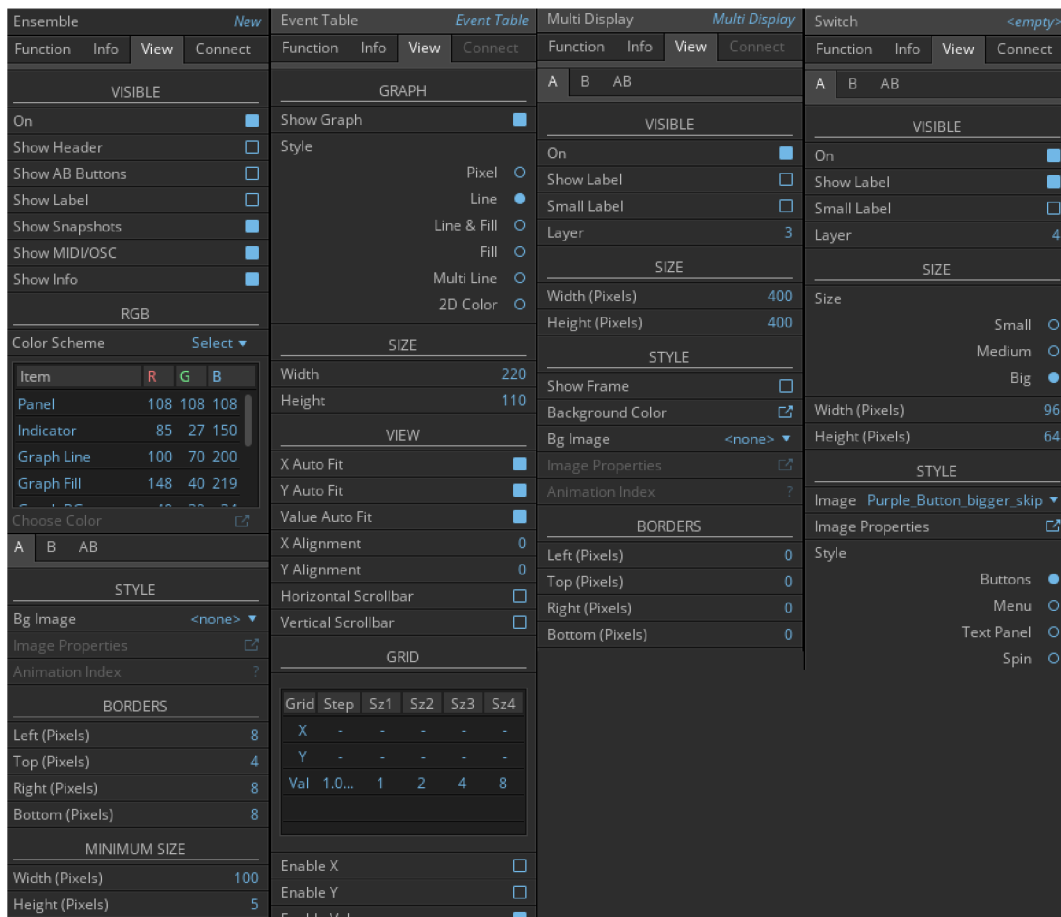 Ensemble New
Function Info View Connect
VISIBLE
On
Show Header
Show AB Buttons
Show Label
Show Snapshots
Show MIDI/OSC
Show Info
RGB
Color Scheme Select
Item R G B
Panel 108 108 108
Indicator 85 27 150
Graph Line 100 70 200
Graph Fill 148 40 219
Choose Color
A B AB
STYLE
Bg Image <none>
Image Properties
Animation Index ?
BORDERS
Left (Pixels) 8
Top (Pixels) 4
Right (Pixels) 8
Bottom (Pixels) 8
MINIMUM SIZE
Width (Pixels) 100
Height (Pixels) 5
Event Table Event Table
Function Info View Connect
GRAPH
Show Graph
Style
Pixel
Line
Line & Fill
Fill
Multi Line
2D Color
SIZE
Width 220
Height 110
VIEW
X Auto Fit
Y Auto Fit
Value Auto Fit
X Alignment 0
Y Alignment 0
Horizontal Scrollbar
Vertical Scrollbar
GRID
Grid Step Sz1 Sz2 Sz3 Sz4
X - - - - -
Y - - - - -
Val 1.0... 1 2 4 8
Enable X
Enable Y
Multi Display Multi Display
Function Info View Connect
A B AB
VISIBLE
On
Show Label
Small Label
Layer 3
SIZE
Width (Pixels) 400
Height (Pixels) 400
STYLE
Show Frame
Background Color
Bg Image <none>
Image Properties
Animation Index ?
BORDERS
Left (Pixels) 0
Top (Pixels) 0
Right (Pixels) 0
Bottom (Pixels) 0
Switch <empty>
Function Info View Connect
A B AB
VISIBLE
On
Show Label
Small Label
Layer 4
SIZE
Size
Small
Medium
Big
Width (Pixels) 96
Height (Pixels) 64
STYLE
Image Purple_Button_bigger_skip
Image Properties
Style
Buttons
Menu
Text Panel
Spin